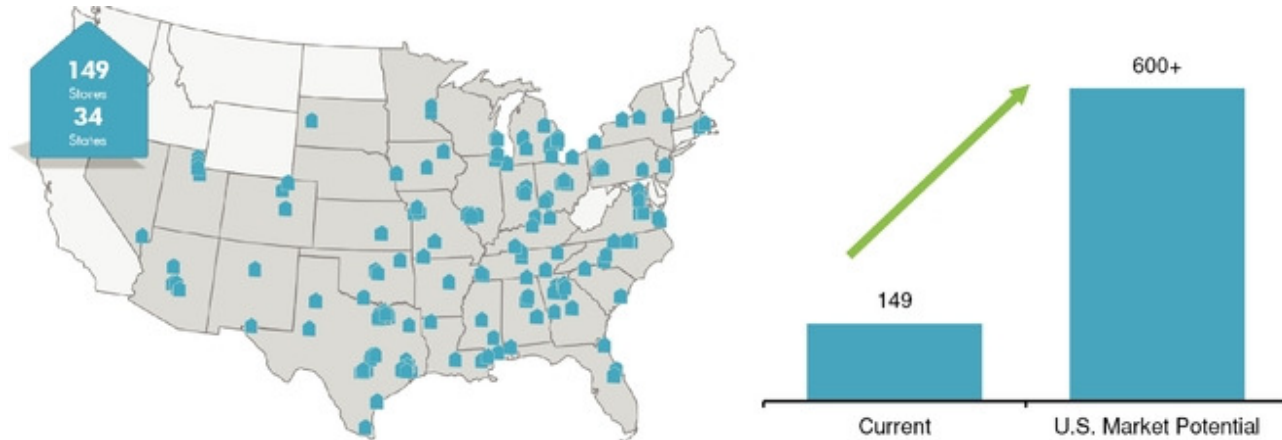 149
Stores
34
States
600+
149
Current
U.S. Market Potential